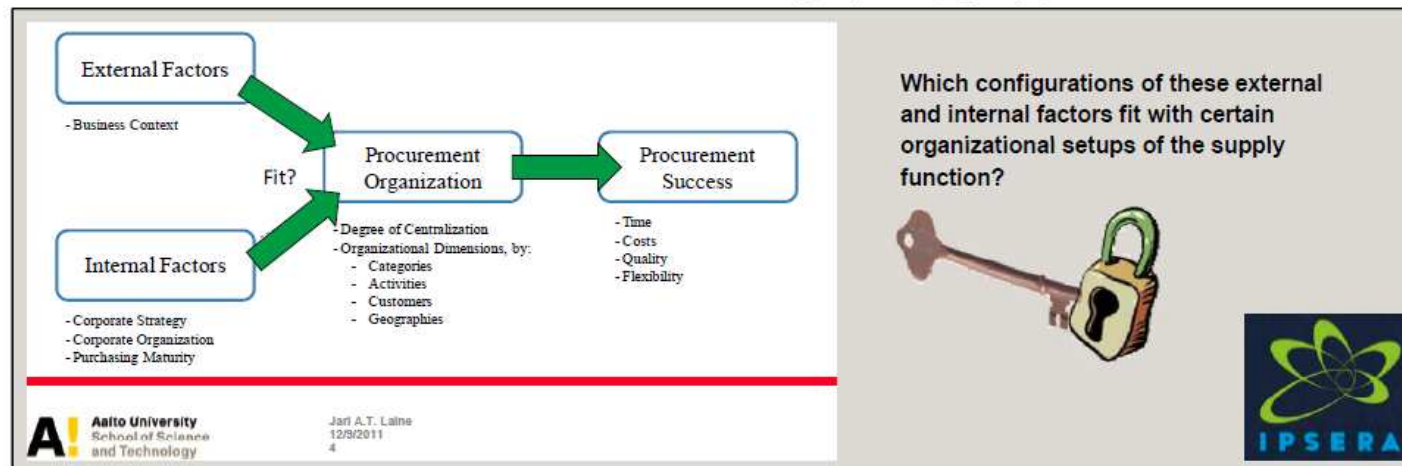 External Factors
- Business Context
Fit?
Internal Factors
- Corporate Strategy
- Corporate Organization
- Purchasing Maturity
Procurement
Organization
- Degree of Centralization
- Organizational Dimensions, by:
- Categories
- Activities
- Customers
- Geographies
Procurement
Success
- Time
- Costs
- Quality
- Flexibility
A!
Aalto University
School of Science
and Technology
Jari A.T. Laine
12/9/2011
4
Which configurations of these external
and internal factors fit with certain
organizational setups of the supply
function?
IPSERA